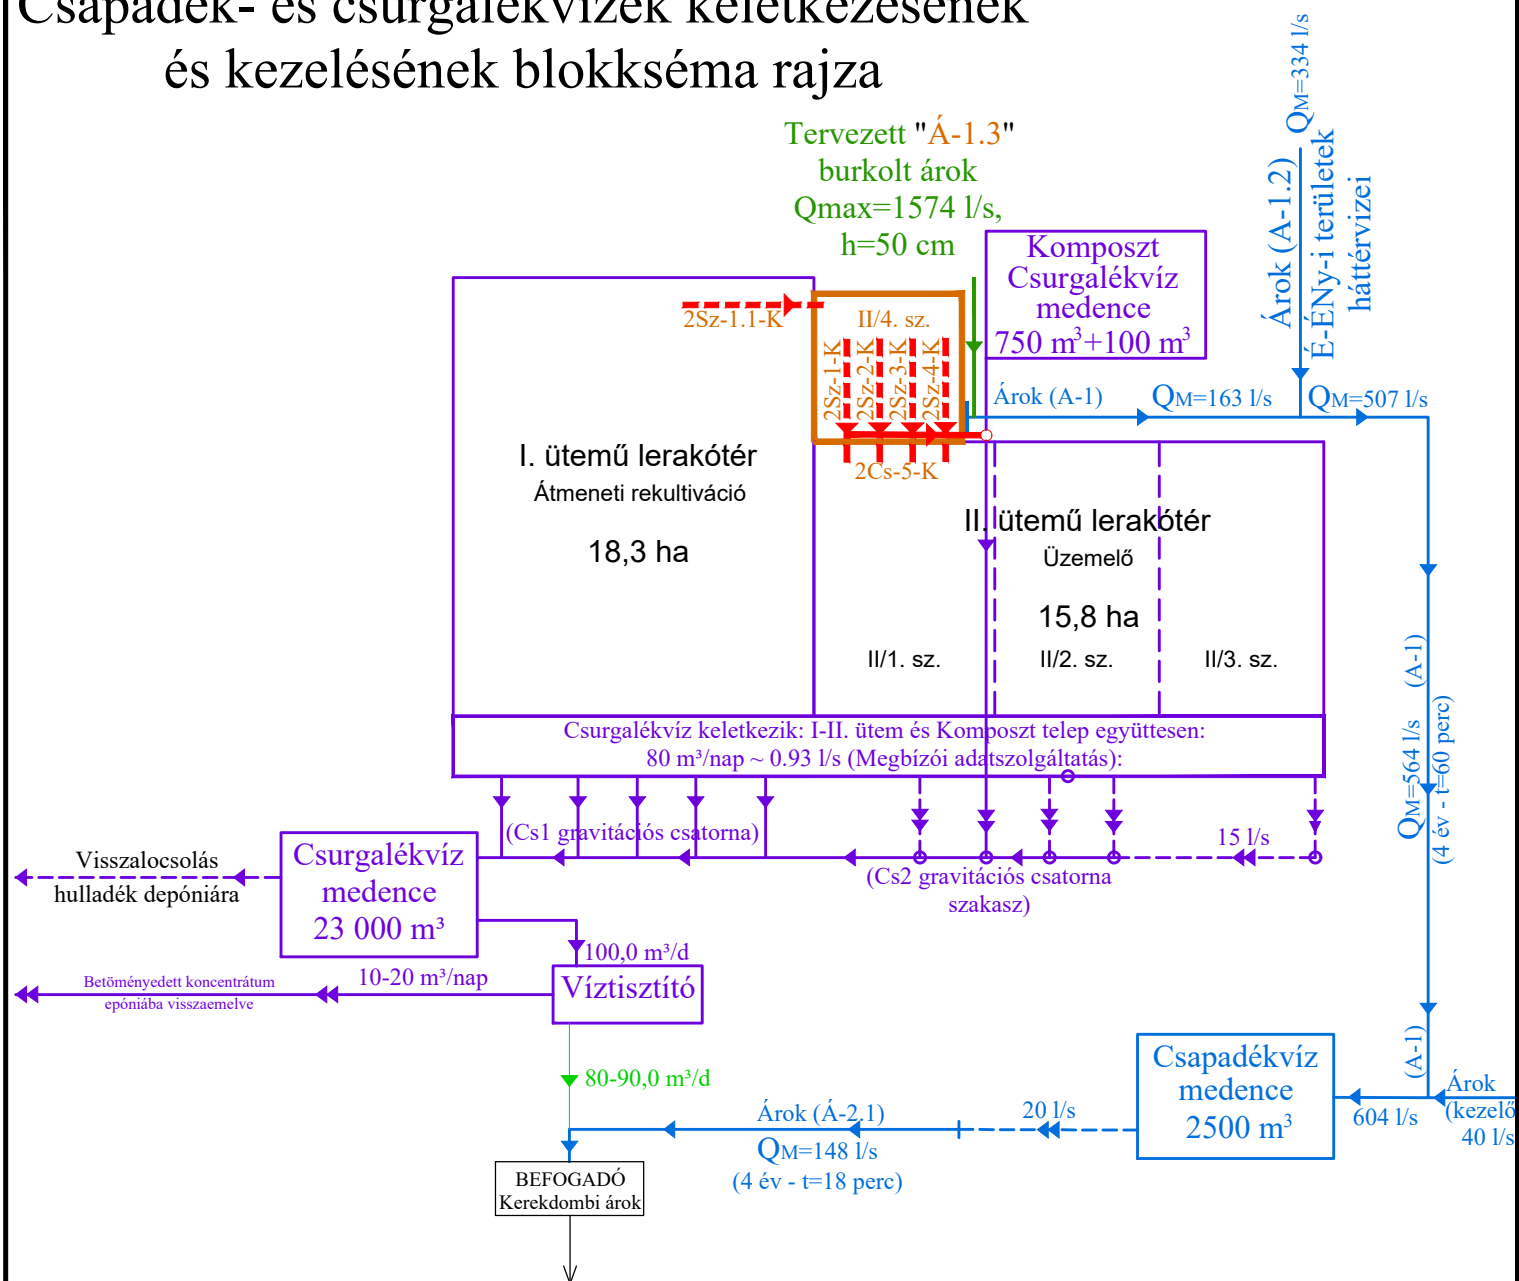 Csapadék- és csurgalékvizek keletkezésének
és kezelésének blokkséma rajza
Tervezett "Á-1.3"
burkolt árok
Qmax=1574 l/s,
h=50 cm
Komposzt
Csurgalékvíz
medence
750 m³+100 m³
QM=334 l/s
Árok (A-1.2)
É-ÉNy-i területek
háttérvizei
2Sz-1.1-K
II/4. sz.
2Sz-1-K
2Sz-2-K
2Sz-3-K
2Sz-4-K
2Cs-5-K
Árok (A-1)
QM=163 l/s
QM=507 l/s
I. ütemű lerakótér
Átmeneti rekultiváció
18,3 ha
II. ütemű lerakótér
Üzemelő
15,8 ha
II/1. sz.
II/2. sz.
II/3. sz.
(A-1)
QM=564 l/s
(4 év - t=60 perc)
Csurgalékvíz keletkezik: I-II. ütem és Komposzt telep együttesen:
80 m³/nap ~ 0.93 l/s (Megbízói adatszolgáltatás):
(Cs1 gravitációs csatorna)
15 l/s
(Cs2 gravitációs csatorna
szakasz)
Visszalocsolás
hulladék depóniára
Csurgalékvíz
medence
23 000 m³
100,0 m³/d
Víztisztító
10-20 m³/nap
Betöményedett koncentrátum
epóniába visszaemelve
80-90,0 m³/d
(A-1)
Csapadékvíz
medence
2500 m³
604 l/s
Árok
(kezelő
40 l/s
20 l/s
Árok (Á-2.1)
QM=148 l/s
(4 év - t=18 perc)
BEFOGADÓ
Kerekdombi árok